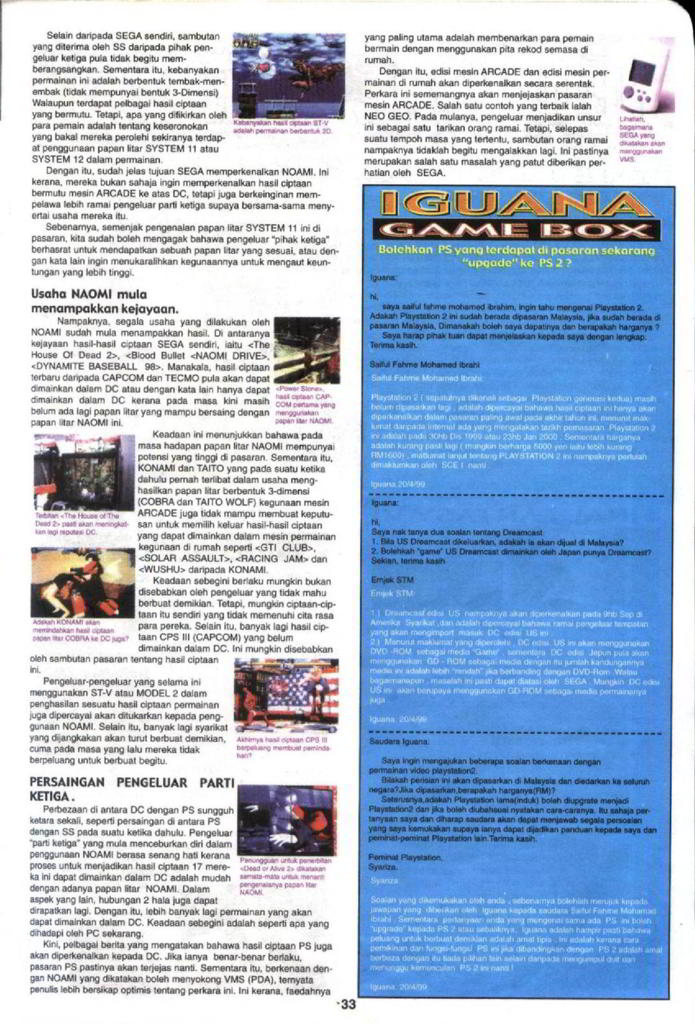 Selain daripada SEGA sendiri, sambutan
yang diterima oleh SS daripada pihak pen-
geluar ketiga pula tidak begitu mem-
berangsangkan. Sementara itu, kebanyakan
permainan ini adalah berbentuk tembak-men-
embak (tidak mempunyai bentuk 3-Dimensi)
Walaupun terdapat pelbagai hasil ciptaan
yang bermutu. Tetapi, apa yang difikirkan oleh
para pemain adalah tentang keseronokan
yang bakal mereka perolehi sekiranya terdap-
at penggunaan papan litar SYSTEM 11 atau
SYSTEM 12 dalam permainan.
Dengan itu, sudah jelas tujuan SEGA memperkenalkan NOAMI. Ini
kerana, mereka bukan sahaja ingin memperkenalkan hasil ciptaan
bermutu mesin ARCADE ke atas DC, tetapi juga berkeinginan mem-
pelawa lebih ramai pengeluar parti ketiga supaya bersama-sama meny-
ertai usaha mereka itu.
Sebenarnya, semenjak pengenalan papan litar SYSTEM 11 ini di
pasaran, kita sudah boleh mengagak bahawa pengeluar "pihak ketiga"
berhasrat untuk mendapatkan sebuah papan litar yang sesuai, atau den-
gan kata lain ingin menukaralihkan kegunaannya untuk mengaut keun-
tungan yang lebih tinggi.
Kebanyakan hasil ciptaan ST-V
adalah permainan berbentuk 2D.
Usaha NAOMI mula
menampakkan kejayaan.
Nampaknya, segala usaha yang dilakukan oleh
NOAMI sudah mula menampakkan hasil. Di antaranya
kejayaan hasil-hasil ciptaan SEGA sendiri, iaitu <The
House Of Dead 2>, <Blood Bullet <NAOMI DRIVE>,
<DYNAMITE BASEBALL 98>. Manakala, hasil ciptaan
terbaru daripada CAPCOM dan TECMO pula akan dapat
dimainkan dalam DC atau dengan kata lain hanya dapat
dimainkan dalam DC kerana pada masa kini masih
belum ada lagi papan litar yang mampu bersaing dengan
papan litar NAOMI ini.
<Power Stone>,
hasil ciptaan CAP-
COM pertama yang
menggunakan
papan litar NAOMI.
Keadaan ini menunjukkan bahawa pada
masa hadapan papan litar NAOMI mempunyai
potensi yang tinggi di pasaran. Sementara itu,
KONAMI dan TAITO yang pada suatu ketika
dahulu pernah terlibat dalam usaha meng-
hasilkan papan litar berbentuk 3-dimensi
(COBRA dan TAITO WOLF) kegunaan mesin
ARCADE juga tidak mampu membuat keputu-
san untuk memilih keluar hasil-hasil ciptaan
yang dapat dimainkan dalam mesin permainan
kegunaan di rumah seperti <GTI CLUB>,
<SOLAR ASSAULT>, <RACING JAM> dan
<WUSHU> daripada KONAMI.
Keadaan sebegini berlaku mungkin bukan
disebabkan oleh pengeluar yang tidak mahu
berbuat demikian. Tetapi, mungkin ciptaan-cip-
taan itu sendiri yang tidak memenuhi cita rasa
para pereka. Selain itu, banyak lagi hasil cip-
taan CPS III (CAPCOM) yang belum
dimainkan dalam DC. Ini mungkin disebabkan
oleh sambutan pasaran tentang hasil ciptaan
ini.
Terbitan <The House of The
Dead 2> pasti akan meningkat-
kan lagi reputasi DC.
Adakah KONAMI akan
memindahkan hasil ciptaan
papan litar COBRA ke DC juga?
Pengeluar-pengeluar yang selama ini
menggunakan ST-V atau MODEL 2 dalam
penghasilan sesuatu hasil ciptaan permainan
juga dipercayai akan ditukarkan kepada peng-
gunaan NOAMI. Selain itu, banyak lagi syarikat
yang dijangkakan akan turut berbuat demikian,
cuma pada masa yang lalu mereka tidak
berpeluang untuk berbuat begitu.
Akhirnya hasil ciptaan CPS III
berpeluang membuat perninda-
han?
PERSAINGAN PENGELUAR PARTI
KETIGA.
Perbezaan di antara DC dengan PS sungguh
ketara sekali, seperti persaingan di antara PS
dengan SS pada suatu ketika dahulu. Pengeluar
"parti ketiga" yang mula menceburkan diri dalam
penggunaan NOAMI berasa senang hati kerana
proses untuk menjadikan hasil ciptaan 17 mere-
ka ini dapat dimainkan dalam DC adalah mudah
dengan adanya papan litar NOAMI. Dalam
aspek yang lain, hubungan 2 hala juga dapat
dirapatkan lagi. Dengan itu, lebih banyak lagi permainan yang akan
dapat dimainkan dalam DC. Keadaan sebegini adalah seperti apa yang
dihadapi oleh PC sekarang.
Kini, pelbagai berita yang mengatakan bahawa hasil ciptaan PS juga
akan diperkenalkan kepada DC. Jika ianya benar-benar berlaku,
pasaran PS pastinya akan terjejas nanti. Sementara itu, berkenaan den-
gan NOAMI yang dikatakan boleh menyokong VMS (PDA), ternyata
penulis lebih bersikap optimis tentang perkara ini. Ini kerana, faedahnya
Penungguan untuk penerbitan
<Dead or Alive 2> dikatakan
semata-mata untuk menanti
pengenalanya papan litar
NAOMI.
yang paling utama adalah membenarkan para pemain
bermain dengan menggunakan pita rekod semasa di
rumah.
Dengan itu, edisi mesin ARCADE dan edisi mesin per-
mainan di rumah akan diperkenalkan secara serentak.
Perkara ini sememangnya akan menjejaskan pasaran
mesin ARCADE. Salah satu contoh yang terbaik ialah
NEO GEO. Pada mulanya, pengeluar menjadikan unsur
ini sebagai satu tarikan orang ramai. Tetapi, selepas
suatu tempoh masa yang tertentu, sambutan orang ramai
nampaknya tidaklah begitu mengalakkan lagi. Ini pastinya
merupakan salah satu masalah yang patut diberikan per-
hatian oleh SEGA.
Lihatlah,
bagaimana
SEGA yang
dikatakan akan
menggunakan
VMS.
IGUANA
GAME BOX
Bolehkan PS yang terdapat di pasaran sekarang
"upgade" ke PS 2 ?
Iguana:
hi,
saya saiful fahme mohamed ibrahim, ingin tahu mengenai Playstation 2.
Adakah Playstation 2 ini sudah berada dipasaran Malaysia, jika sudah berada di
pasaran Malaysia, Dimanakah boleh saya dapatinya dan berapakah harganya ?
Saya harap pihak tuan dapat menjelaskan kepada saya dengan lengkap.
Terima kasih.
Saiful Fahme Mohamed Ibrahi
Saiful Fahme Mohamed Ibrahi:
Playstation 2 ( sepatutnya dikenali sebagai Playstation generasi kedua) masih
belum dipasarkan lagi , adalah dipercayai bahawa hasil ciptaan ini hanya akan
diperkenalkan dalam pasaran paling awal pada akhir tahun ini, menurut mak-
lumat daripada internet ada yang mengatakan tarikh pemasaran Playstation 2
ini adalah pada 30hb Dis 1999 atau 23hb Jan 2000 . Sementara harganya
adalah kurang pasti lagi ( mungkin berharga 5000 yen iaitu lebih kurang
RM1600) , maklumat lanjut tentang PLAYSTATION 2 ini nampaknya perlulah
dimaklumkan oleh SCE I nanti .
Iguana,20/4/99
Iguana:
hi,
Saya nak tanya dua soalan tentang Dreamcast.
1. Bila US Dreamcast dikeluarkan, adakah ia akan dijual di Malaysia?
2. Bolehkah "game" US Dreamcast dimainkan oleh Japan punya Dreamcast?
Sekian, terima kasih
Emjek STM
Emjek STM:
1.) Dreamcast edisi US nampaknya akan diperkenalkan pada 9hb Sep di
Amerika Syarikat ,dan adalah dipercayai bahawa ramai pengeluar tempatan
yang akan mengimport masuk DC edisi US ini .
2.) Menurut maklumat yang diperolehi , DC edisi US ini akan menggunakan
DVD -ROM sebagai media "Game" , sementara DC edisi Jepun pula akan
menggunakan GD - ROM sebagai media dengan itu jumlah kandungannya
media ini adalah lebih "rendah" jika berbanding dengan DVD-Rom .Walau
bagaimanapun , masalah ini pasti dapat diatasi oleh SEGA . Mungkin DC edisi
US ini akan berupaya menggunakan GD-ROM sebagai media permainannya
juga .
Iguana, 20/4/99
Saudara Iguana:
Saya ingin mengajukan beberapa soalan berkenaan dengan
permainan video playstation2.
Bilakah perisian ini akan dipasarkan di Malaysia dan diedarkan ke seluruh
negara?Jika dipasarkan,berapakah harganya(RM)?
Seterusnya,adakah Playstation lama(induk) boleh diupgrate menjadi
Playstation2 dan jika boleh diubahsuai nyatakan cara-caranya. Itu sahaja per-
tanyaan saya dan diharap saudara akan dapat menjawab segala persoalan
yang saya kemukakan supaya ianya dapat dijadikan panduan kepada saya dan
peminat-peminat Playstation lain.Terima kasih.
Peminat Playstation,
Syariza.
Syariza:
Soalan yang dikemukakan oleh anda , sebenarnya bolehlah merujuk kepada
jawapan yang diberikan oleh Iguana kepada saudara Saiful Fahme Mohamad
Ibrahi . Sementara pertanyaan anda yang mengenai sama ada PS ini boleh
"upgrade" kepada PS 2 atau sebaliknya, Iguana adalah hampir pasti bahawa
peluang untuk berbuat demikian adalah amat tipis , ini adalah kerana cara
pemikiran dan fungsi-fungsi PS ini jika dibandingkan dengan PS 2 adalah amat
berbeza dengan itu tiada pilihan lain selain daripada mengumpul duit dan
menunggu kemunculan PS 2 ini nanti !
Iguana, 20/4/99
33